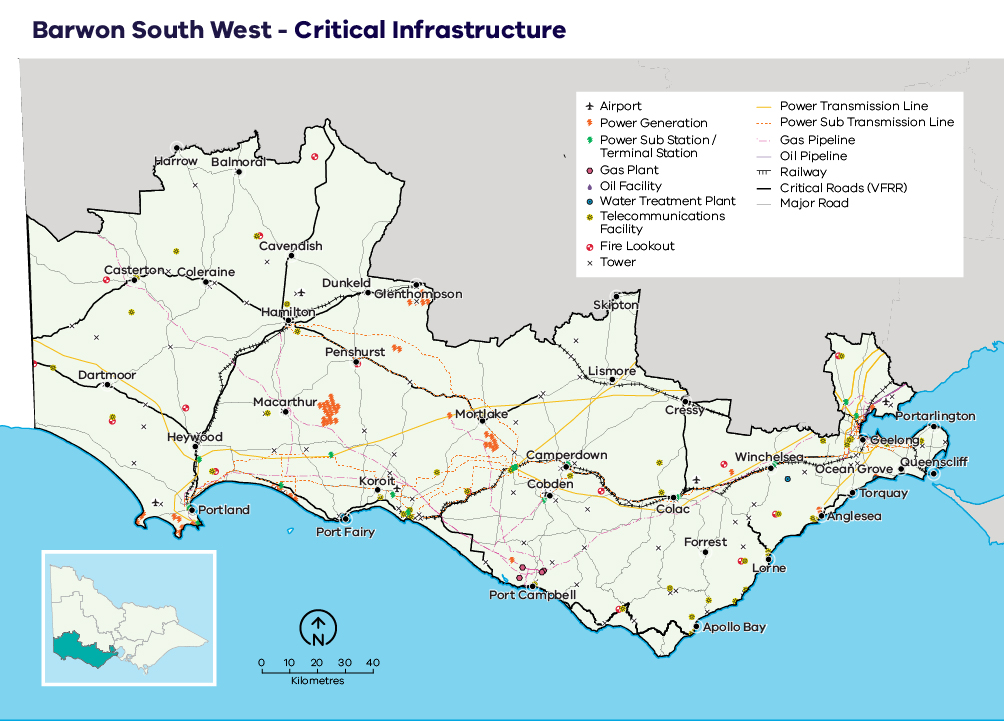 Barwon South West - Critical Infrastructure
Airport
Power Generation
Power Sub Station /
Terminal Station
Gas Plant
Oil Facility
Water Treatment Plant
Telecommunications
Facility
Fire Lookout
Tower
Power Transmission Line
Power Sub Transmission Line
Gas Pipeline
Oil Pipeline
Railway
Critical Roads (VFRR)
Major Road
Harrow
Balmoral
Cavendish
Casterton
Coleraine
Dunkeld
Glenthompson
Skipton
Hamilton
Penshurst
Lismore
Dartmoor
Macarthur
Mortlake
Cressy
Portarlington
Heywood
Geelong
Camperdown
Winchelsea
Ocean Grove
Queenscliff
Koroit
Cobden
Torquay
Portland
Colac
Anglesea
Port Fairy
Forrest
Lorne
Port Campbell
Apollo Bay
N
0 10 20 30 40
Kilometres